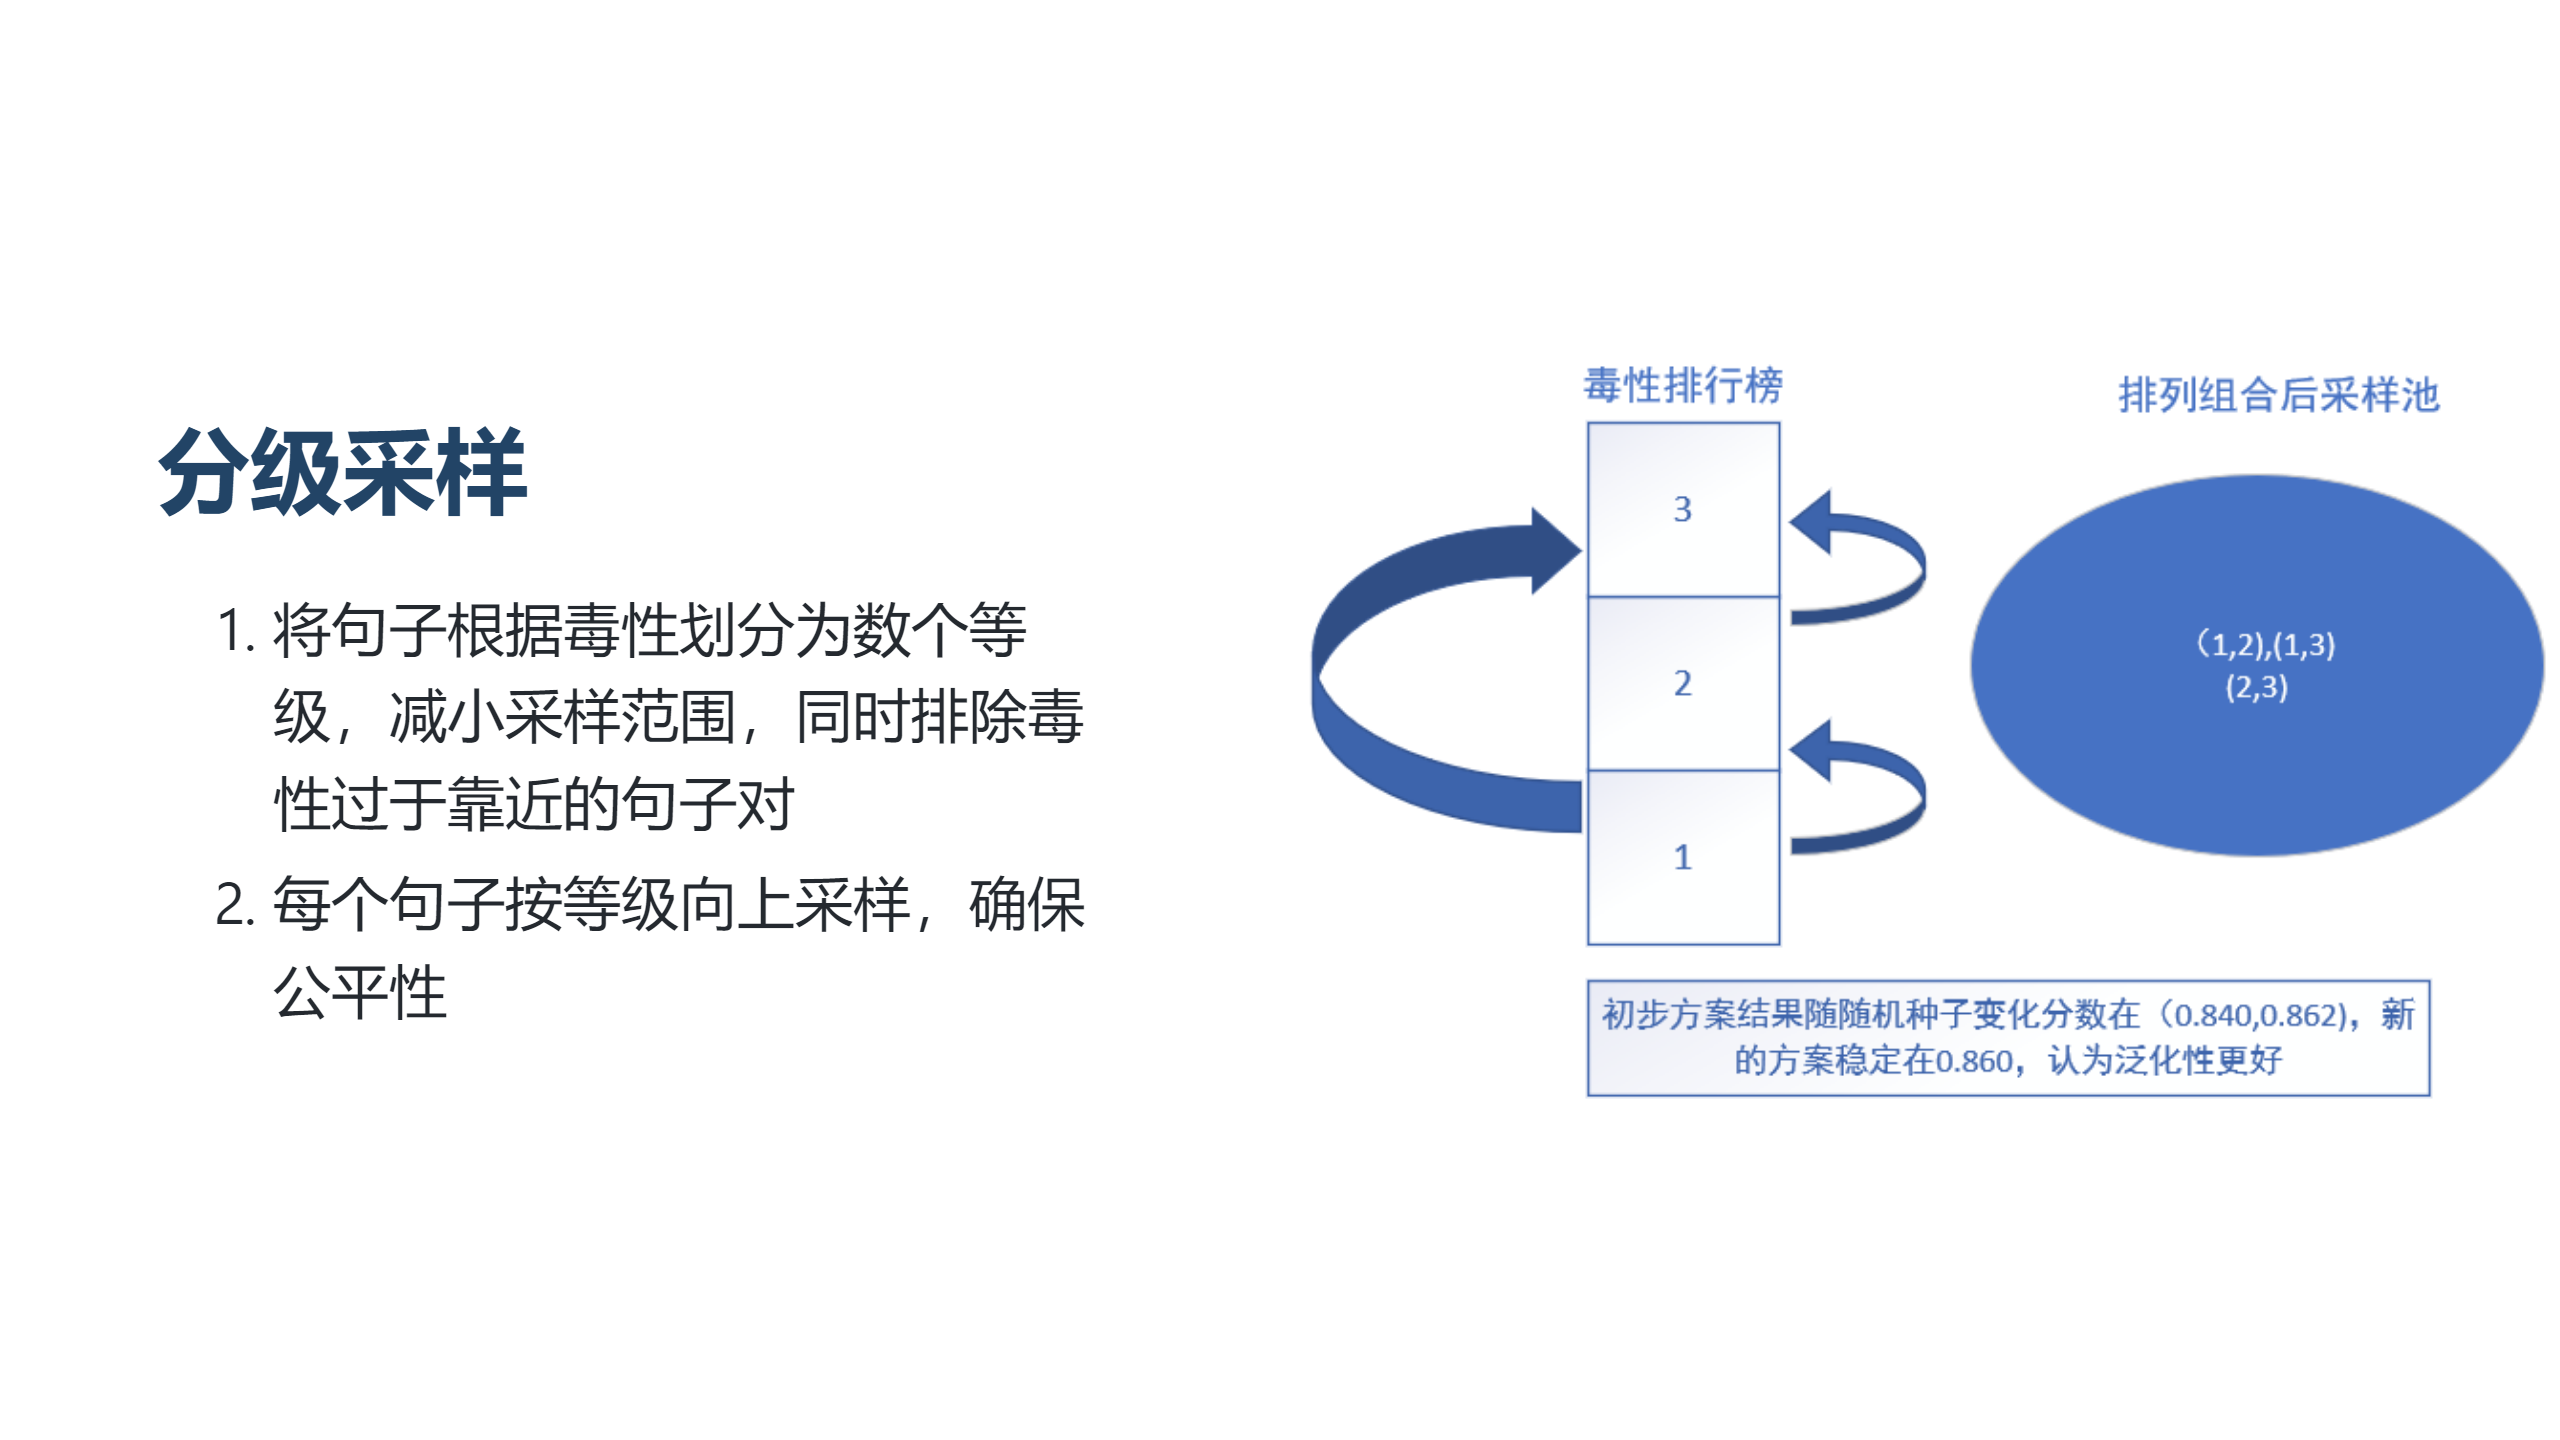 分级采样
1. 将句子根据毒性划分为数个等
级，减小采样范围，同时排除毒
性过于靠近的句子对
2. 每个句子按等级向上采样，确保
公平性
毒性排行榜
3
2
1
排列组合后采样池
（1,2),(1,3)
(2,3)
初步方案结果随随机种子变化分数在（0.840,0.862)，新
的方案稳定在0.860，认为泛化性更好